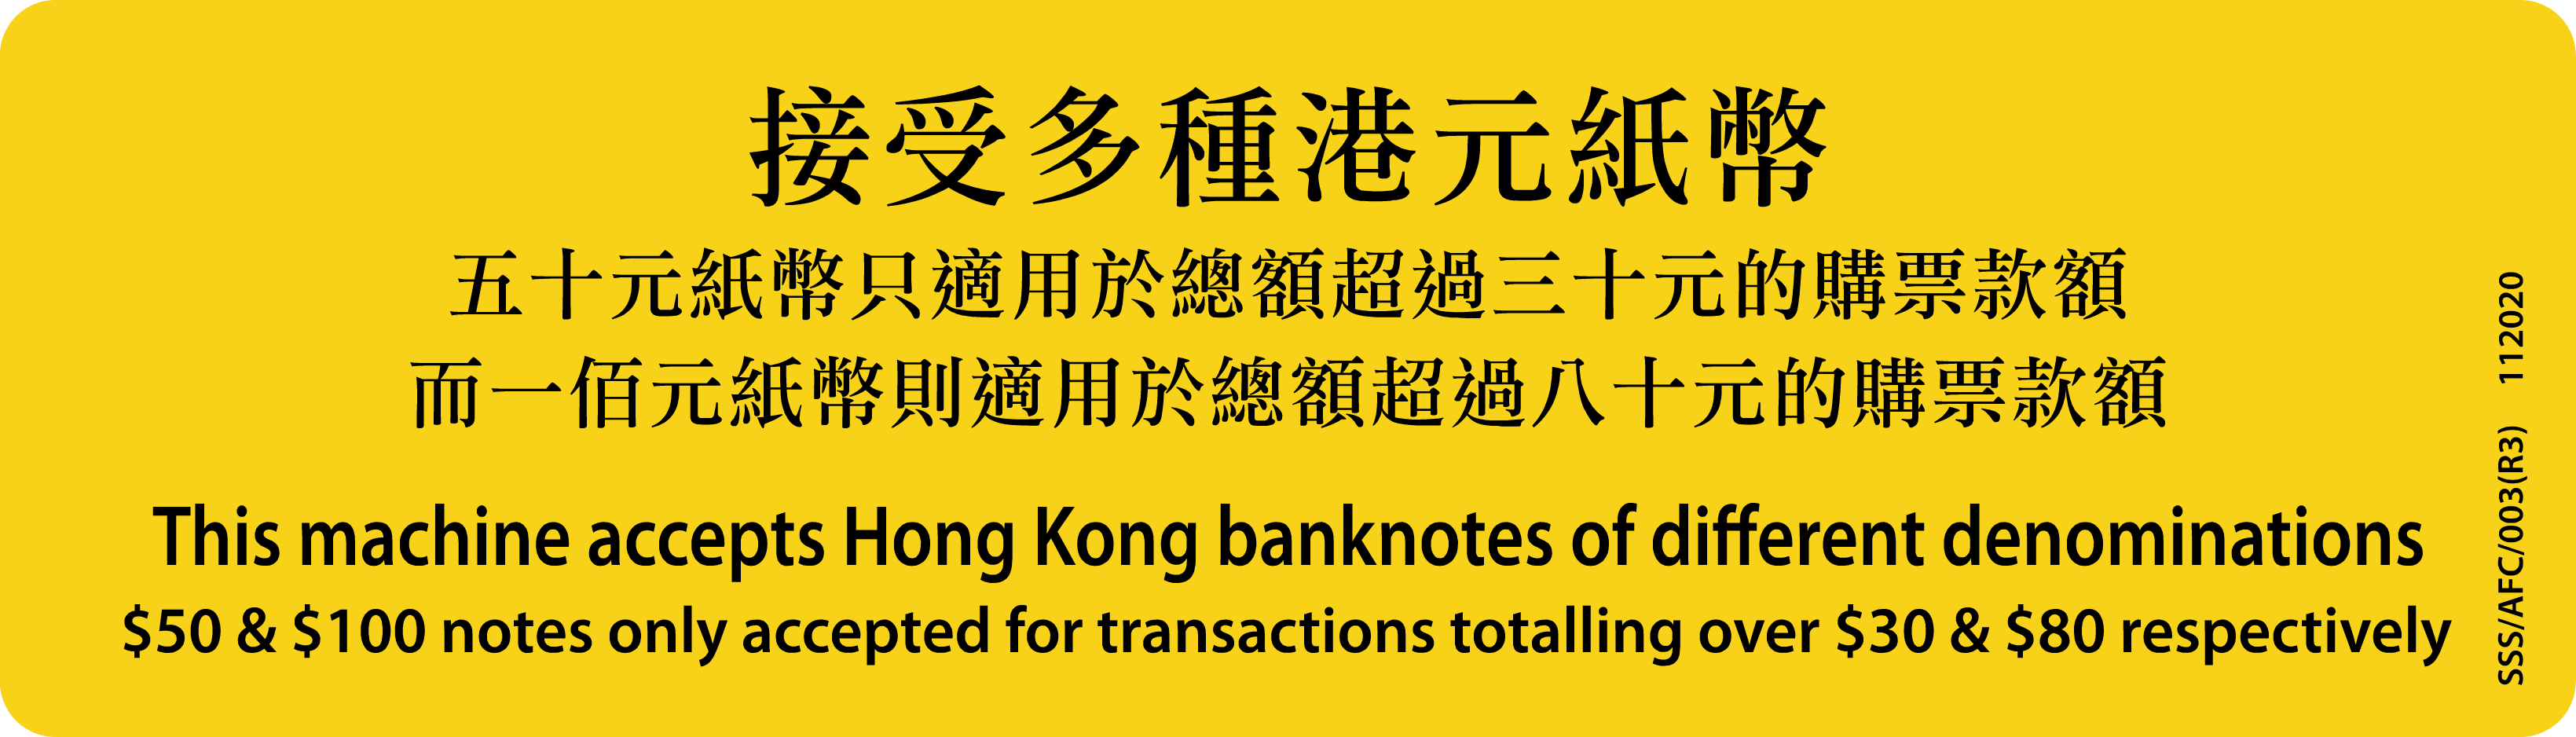 接受多種港元紙幣
五十元紙幣只適用於總額超過三十元的購票款額
而一佰元紙幣則適用於總額超過八十元的購票款額
This machine accepts Hong Kong banknotes of different denominations
$50 & $100 notes only accepted for transactions totalling over $30 & $80 respectively
SSS/AFC/003(R3) 112020